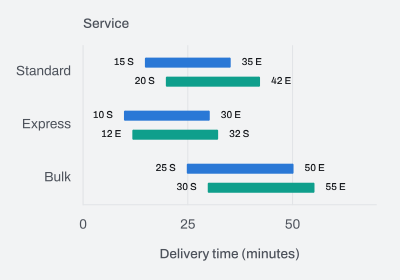 Service
15 S 35 E
Standard
20 S 42 E
10 S 30 E
Express
12 E 32 S
25 S 50 E
Bulk
30 S 55 E
0 25 50
Delivery time (minutes)